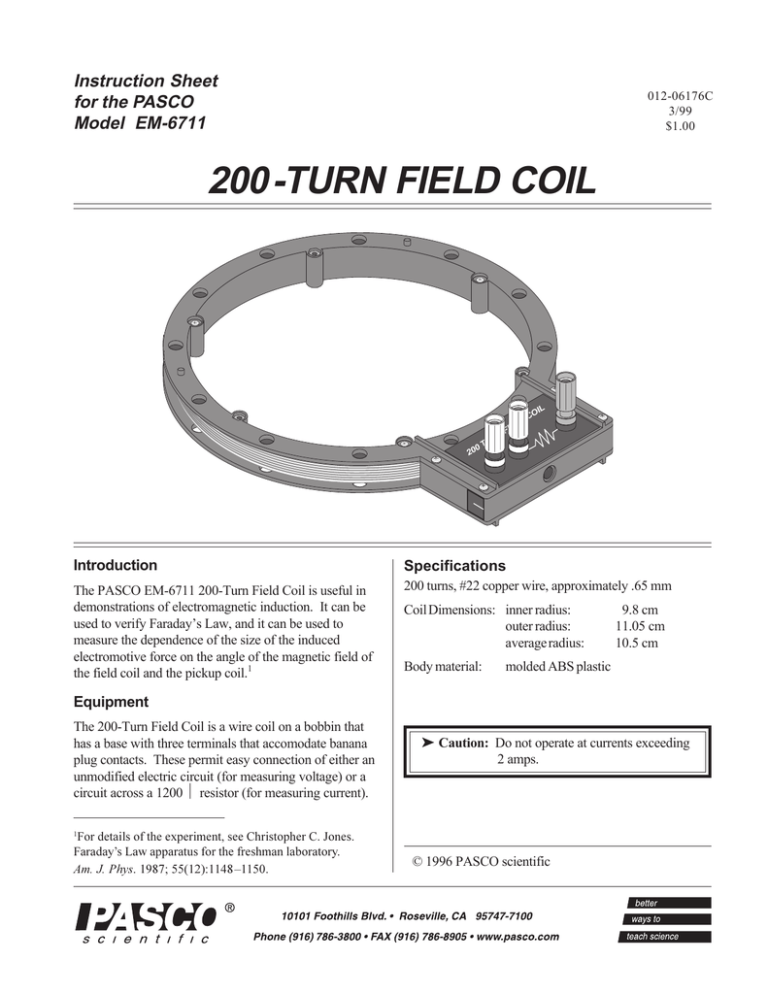 Instruction Sheet
for the PASCO
Model EM-6711
012-06176C
3/99
$1.00
200-TURN FIELD COIL
200 T
COIL
Introduction
The PASCO EM-6711 200-Turn Field Coil is useful in
demonstrations of electromagnetic induction. It can be
used to verify Faraday's Law, and it can be used to
measure the dependence of the size of the induced
electromotive force on the angle of the magnetic field of
the field coil and the pickup coil.1
Equipment
The 200-Turn Field Coil is a wire coil on a bobbin that
has a base with three terminals that accomodate banana
plug contacts. These permit easy connection of either an
unmodified electric circuit (for measuring voltage) or a
circuit across a 1200 | resistor (for measuring current).
1For details of the experiment, see Christopher C. Jones.
Faraday's Law apparatus for the freshman laboratory.
Am. J. Phys. 1987; 55(12):1148–1150.
Specifications
200 turns, #22 copper wire, approximately .65 mm
Coil Dimensions: inner radius: 9.8 cm
outer radius: 11.05 cm
average radius: 10.5 cm
Body material: molded ABS plastic
➤ Caution: Do not operate at currents exceeding
2 amps.
© 1996 PASCO scientific
PASCO ®
scientific
10101 Foothills Blvd. • Roseville, CA 95747-7100
Phone (916) 786-3800 • FAX (916) 786-8905 • www.pasco.com
better
ways to
teach science